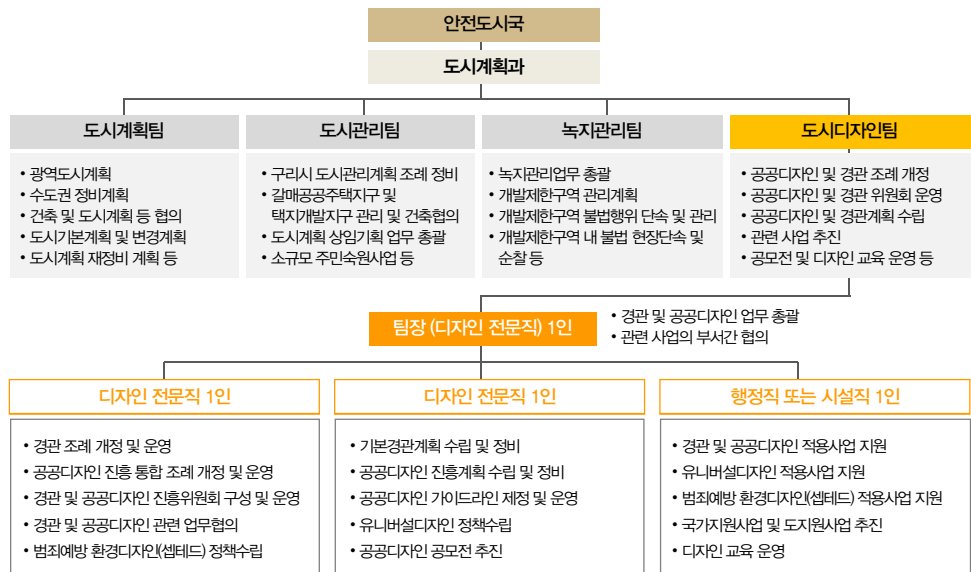 안전도시국
도시계획과
도시계획팀
• 광역도시계획
• 수도권 정비계획
• 건축 및 도시계획 등 협의
• 도시기본계획 및 변경계획
• 도시계획 재정비 계획 등
도시관리팀
• 구리시 도시관리계획 조례 정비
• 갈매공공주택지구 및
택지개발지구 관리 및 건축협의
• 도시계획 상임기획 업무 총괄
• 소규모 주민숙원사업 등
녹지관리팀
• 녹지관리업무 총괄
• 개발제한구역 관리계획
• 개발제한구역 불법행위 단속 및 관리
• 개발제한구역 내 불법 현장단속 및
순찰 등
도시디자인팀
• 공공디자인 및 경관 조례 개정
• 공공디자인 및 경관 위원회 운영
• 공공디자인 및 경관계획 수립
• 관련 사업 추진
• 공모전 및 디자인 교육 운영 등
팀장 (디자인 전문직) 1인
• 경관 및 공공디자인 업무 총괄
• 관련 사업의 부서간 협의
디자인 전문직 1인
• 경관 조례 개정 및 운영
• 공공디자인 진흥 통합 조례 개정 및 운영
• 경관 및 공공디자인 진흥위원회 구성 및 운영
• 경관 및 공공디자인 관련 업무협의
• 범죄예방 환경디자인(셉테드) 정책수립
디자인 전문직 1인
• 기본경관계획 수립 및 정비
• 공공디자인 진흥계획 수립 및 정비
• 공공디자인 가이드라인 제정 및 운영
• 유니버설디자인 정책수립
• 공공디자인 공모전 추진
행정직 또는 시설직 1인
• 경관 및 공공디자인 적용사업 지원
• 유니버설디자인 적용사업 지원
• 범죄예방 환경디자인(셉테드) 적용사업 지원
• 국가지원사업 및 도지원사업 추진
• 디자인 교육 운영